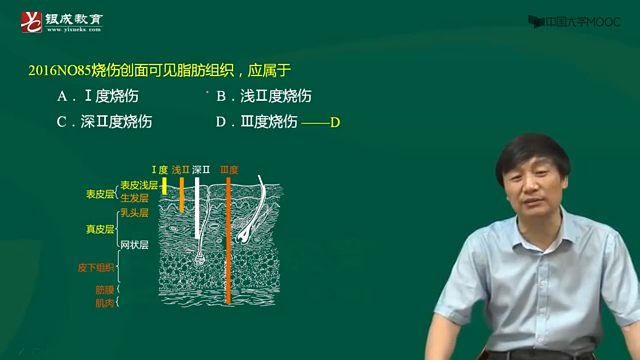 银成教育
www.yixueks.com
中国大学MOOC
2016NO85烧伤创面可见脂肪组织，应属于
A．Ⅰ度烧伤
B．浅Ⅱ度烧伤
C．深Ⅱ度烧伤
D．Ⅲ度烧伤 ——D
Ⅰ度 浅Ⅱ 深Ⅱ Ⅲ度
表皮层
表皮浅层
生发层
乳头层
真皮层
网状层
皮下组织
筋膜
肌肉